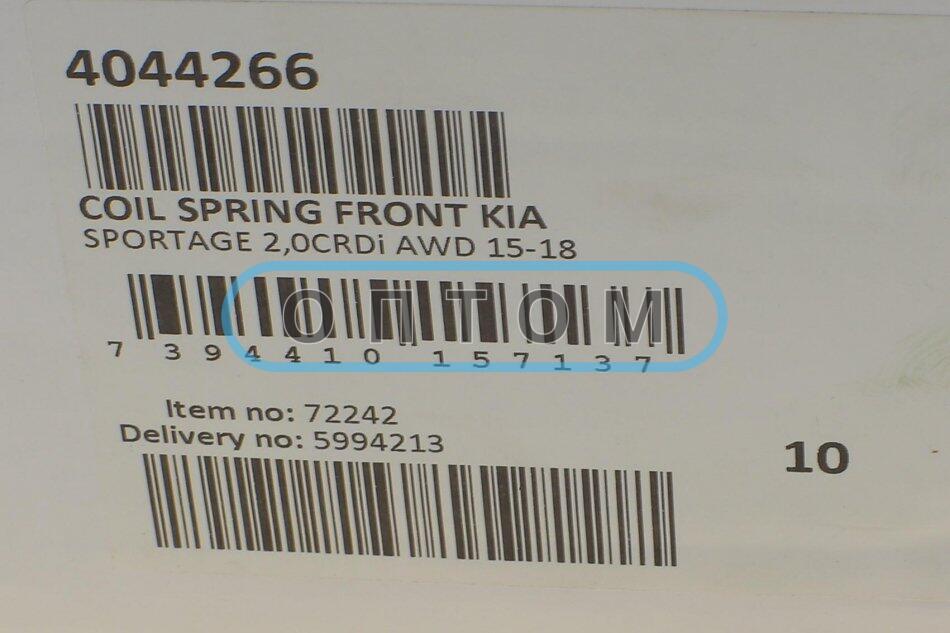 4044266
COIL SPRING FRONT KIA
SPORTAGE 2,0CRDi AWD 15-18
ОПТОМ
7 394410 157137
Item no: 72242
Delivery no: 5994213
10